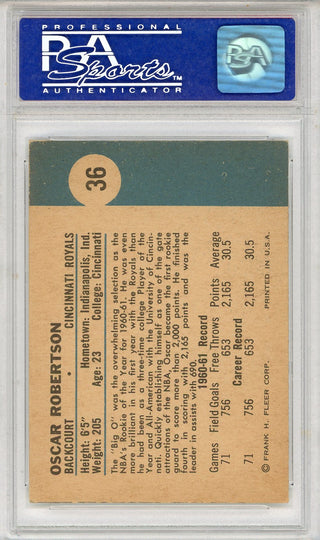 PROFESSIONAL
PSA
Sports
AUTHENTICATOR
PSA
36
OSCAR ROBERTSON
BACKCOURT • CINCINNATI ROYALS
Height: 6'5" Hometown: Indianapolis, Ind.
Weight: 205 Age: 23 College: Cincinnati
The "Big O" was the overwhelming selection as the
NBA's Rookie of the Year for 1960-61. He was even
more brilliant in his first year with the Royals than
he had been as a three-time College Player of the
Year and All-American with the University of Cincin-
nati. Quickly establishing himself as one of the gate
attractions of the NBA, Oscar became the first rookie
guard to score more than 2,000 points. He finished
fourth in scoring with 2,165 points and was the
leader in assists with 690.
1960-61 Record
Games Field Goals Free Throws Points Average
71 756 653 2,165 30.5
Career Record
71 756 653 2,165 30.5
© FRANK H. FLEER CORP. PRINTED IN U.S.A.